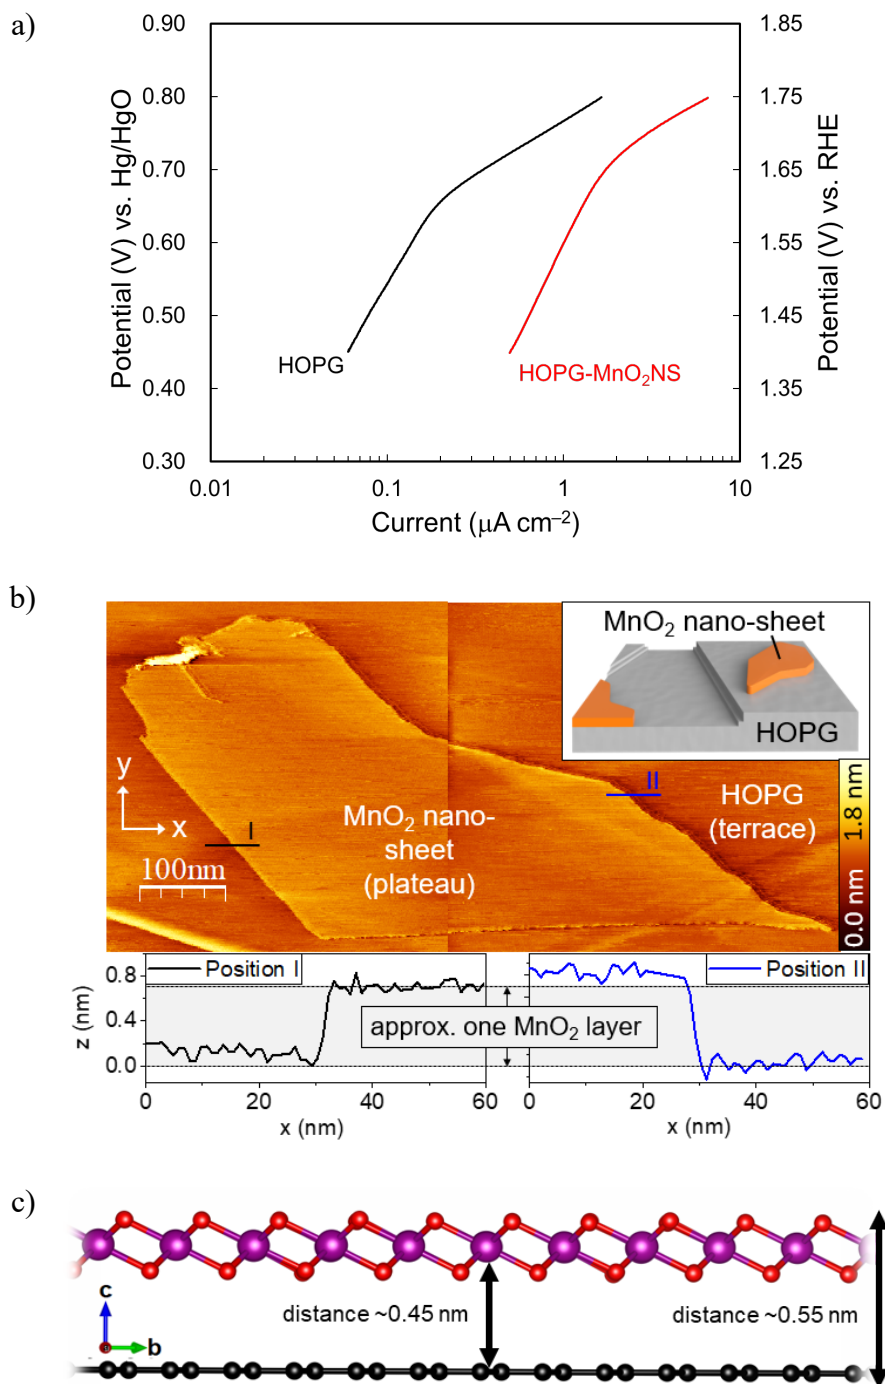 a)
0.90
0.80
0.70
0.60
0.50
0.40
0.30
Potential (V) vs. Hg/HgO
1.85
1.75
1.65
1.55
1.45
1.35
1.25
Potential (V) vs. RHE
HOPG
HOPG-MnO₂NS
0.01
0.1
1
10
Current (μA cm⁻²)
b)
MnO₂ nano-sheet
HOPG
y
x
I
II
100nm
MnO₂ nano-
sheet
(plateau)
HOPG
(terrace)
0.0 nm
1.8 nm
Position I
Position II
0.8
0.4
0.0
z (nm)
approx. one MnO₂ layer
0
20
40
60
0
20
40
60
x (nm)
x (nm)
c)
distance ~0.45 nm
distance ~0.55 nm
c
b